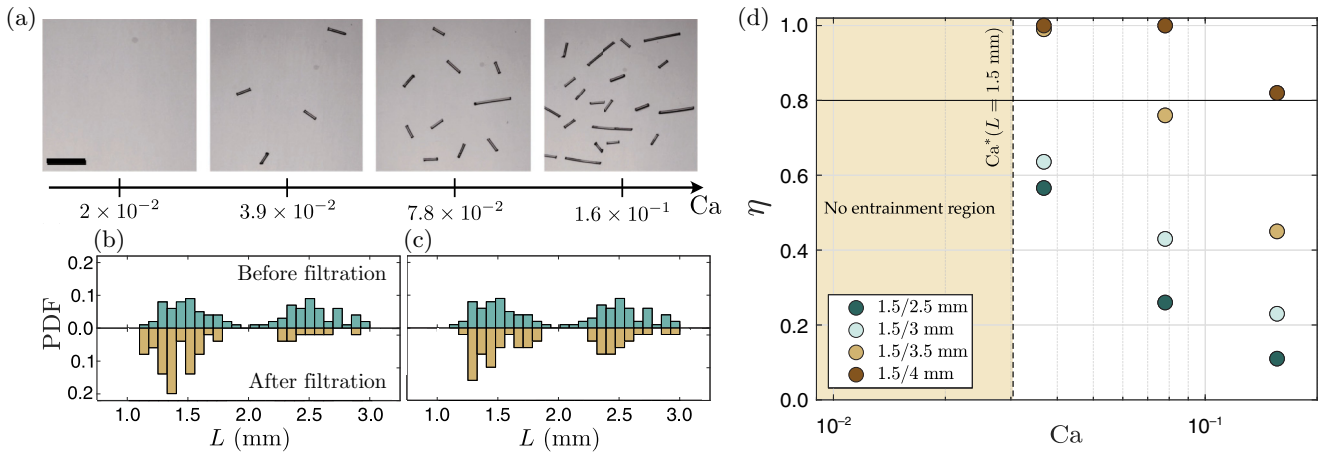 (a)
2 × 10⁻²
3.9 × 10⁻²
7.8 × 10⁻²
1.6 × 10⁻¹
Ca
(b)
PDF
0.2
0.1
0.0
0.1
0.2
Before filtration
After filtration
1.0 1.5 2.0 2.5 3.0
L (mm)
(c)
1.0 1.5 2.0 2.5 3.0
L (mm)
(d)
η
1.0
0.8
0.6
0.4
0.2
0.0
Ca*(L = 1.5 mm)
No entrainment region
1.5/2.5 mm
1.5/3 mm
1.5/3.5 mm
1.5/4 mm
10⁻² 10⁻¹
Ca